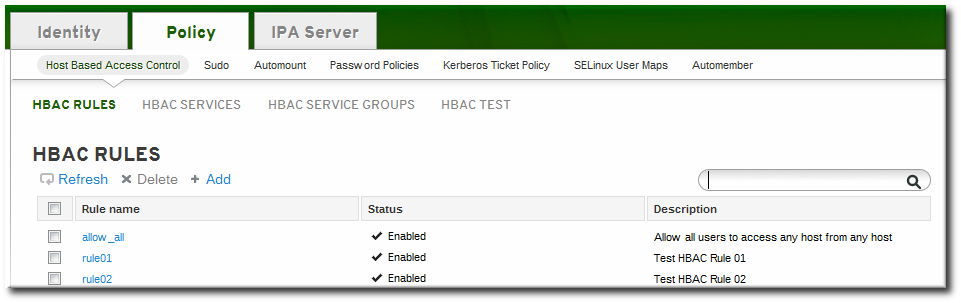 Identity Policy IPA Server
Host Based Access Control Sudo Automount Password Policies Kerberos Ticket Policy SELinux User Maps Automember
HBAC RULES HBAC SERVICES HBAC SERVICE GROUPS HBAC TEST
HBAC RULES
Refresh Delete Add
Rule name Status Description
allow_all Enabled Allow all users to access any host from any host
rule01 Enabled Test HBAC Rule 01
rule02 Enabled Test HBAC Rule 02